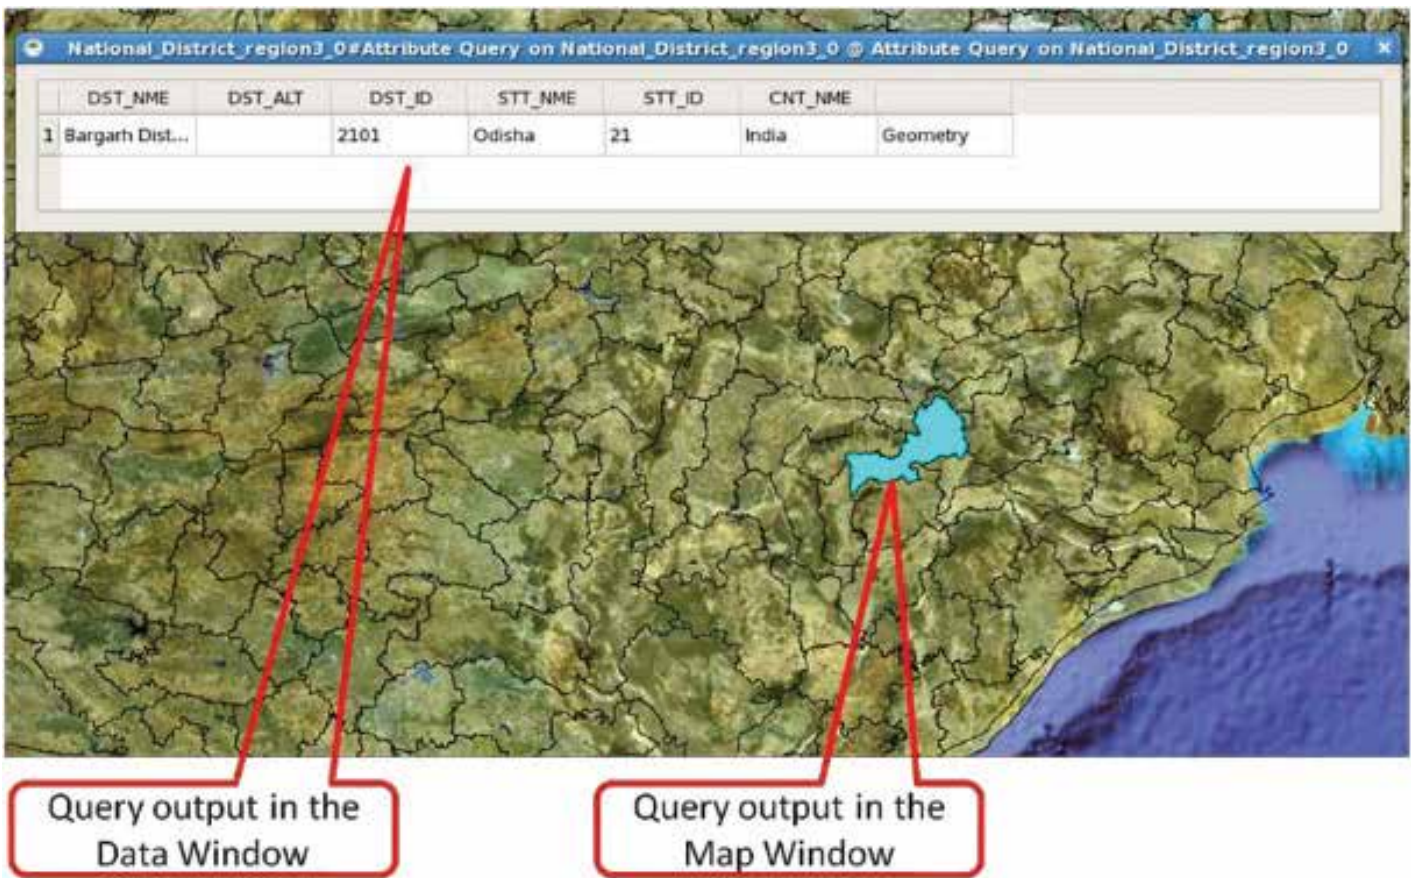 National_District_region3_0#Attribute Query on National_District_region3_0 @ Attribute Query on National_District_region3_0
DST_NME DST_ALT DST_ID STT_NME STT_ID CNT_NME
1 Bargarh Dist... 2101 Odisha 21 India Geometry
Query output in the
Data Window
Query output in the
Map Window